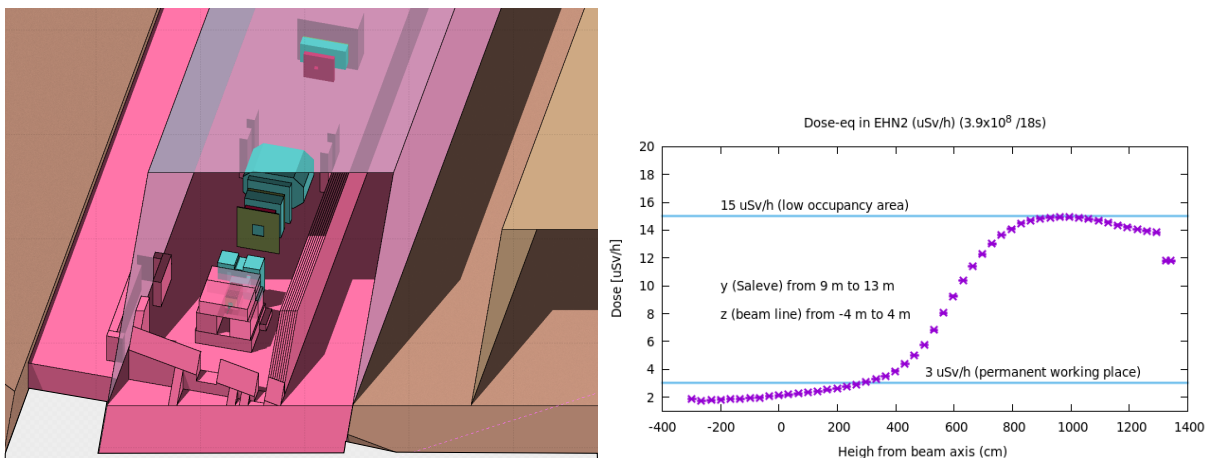 Dose-eq in EHN2 (uSv/h) (3.9x10⁸ /18s)
20
18
16
14
12
10
8
6
4
2
Dose [uSv/h]
15 uSv/h (low occupancy area)
y (Saleve) from 9 m to 13 m
z (beam line) from -4 m to 4 m
3 uSv/h (permanent working place)
-400 -200 0 200 400 600 800 1000 1200 1400
Heigh from beam axis (cm)